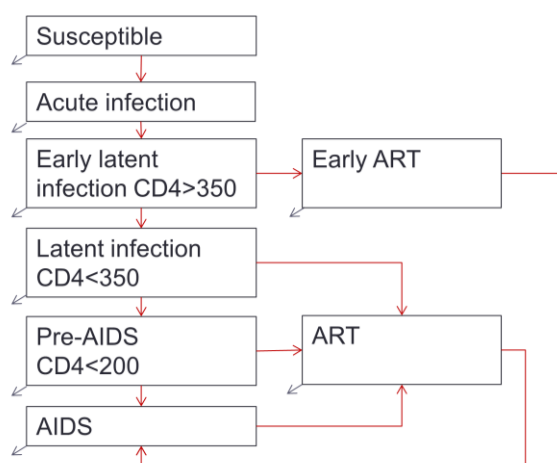 Susceptible
Acute infection
Early latent
infection CD4>350
Early ART
Latent infection
CD4<350
Pre-AIDS
CD4<200
ART
AIDS